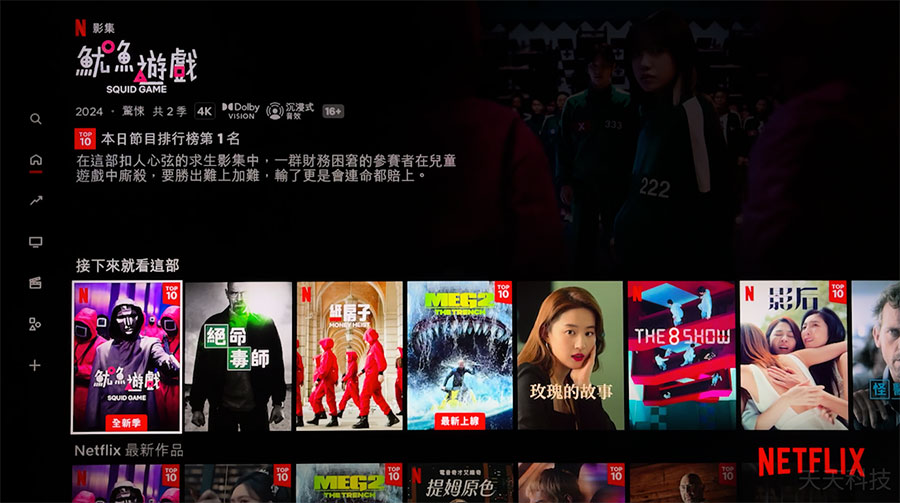 N 影集
魷魚遊戲
SQUID GAME
2024 · 驚悚 共 2 季 4K Dolby VISION 沉浸式音效 16+
TOP 10 本日節目排行榜第 1 名
在這部扣人心弦的求生影集中，一群財務困窘的參賽者在兒童
遊戲中廝殺，要勝出難上加難，輸了更是會連命都賠上。
333
222
接下來就看這部
N TOP 10
魷魚遊戲
SQUID GAME
全新季
絕命毒師
N
紙房子
MONEY HEIST
TOP 10
MEG2
THE TRENCH
最新上線
玫瑰的故事
N
THE 8 SHOW
N TOP 10
影后
怪
Netflix 最新作品
TOP 10
TOP 10
TOP 10
MEG2
THE TRENCH
N
電音奇才又離奇
提姆原色
TOP 10
TOP 10
NETFLIX
天天科技